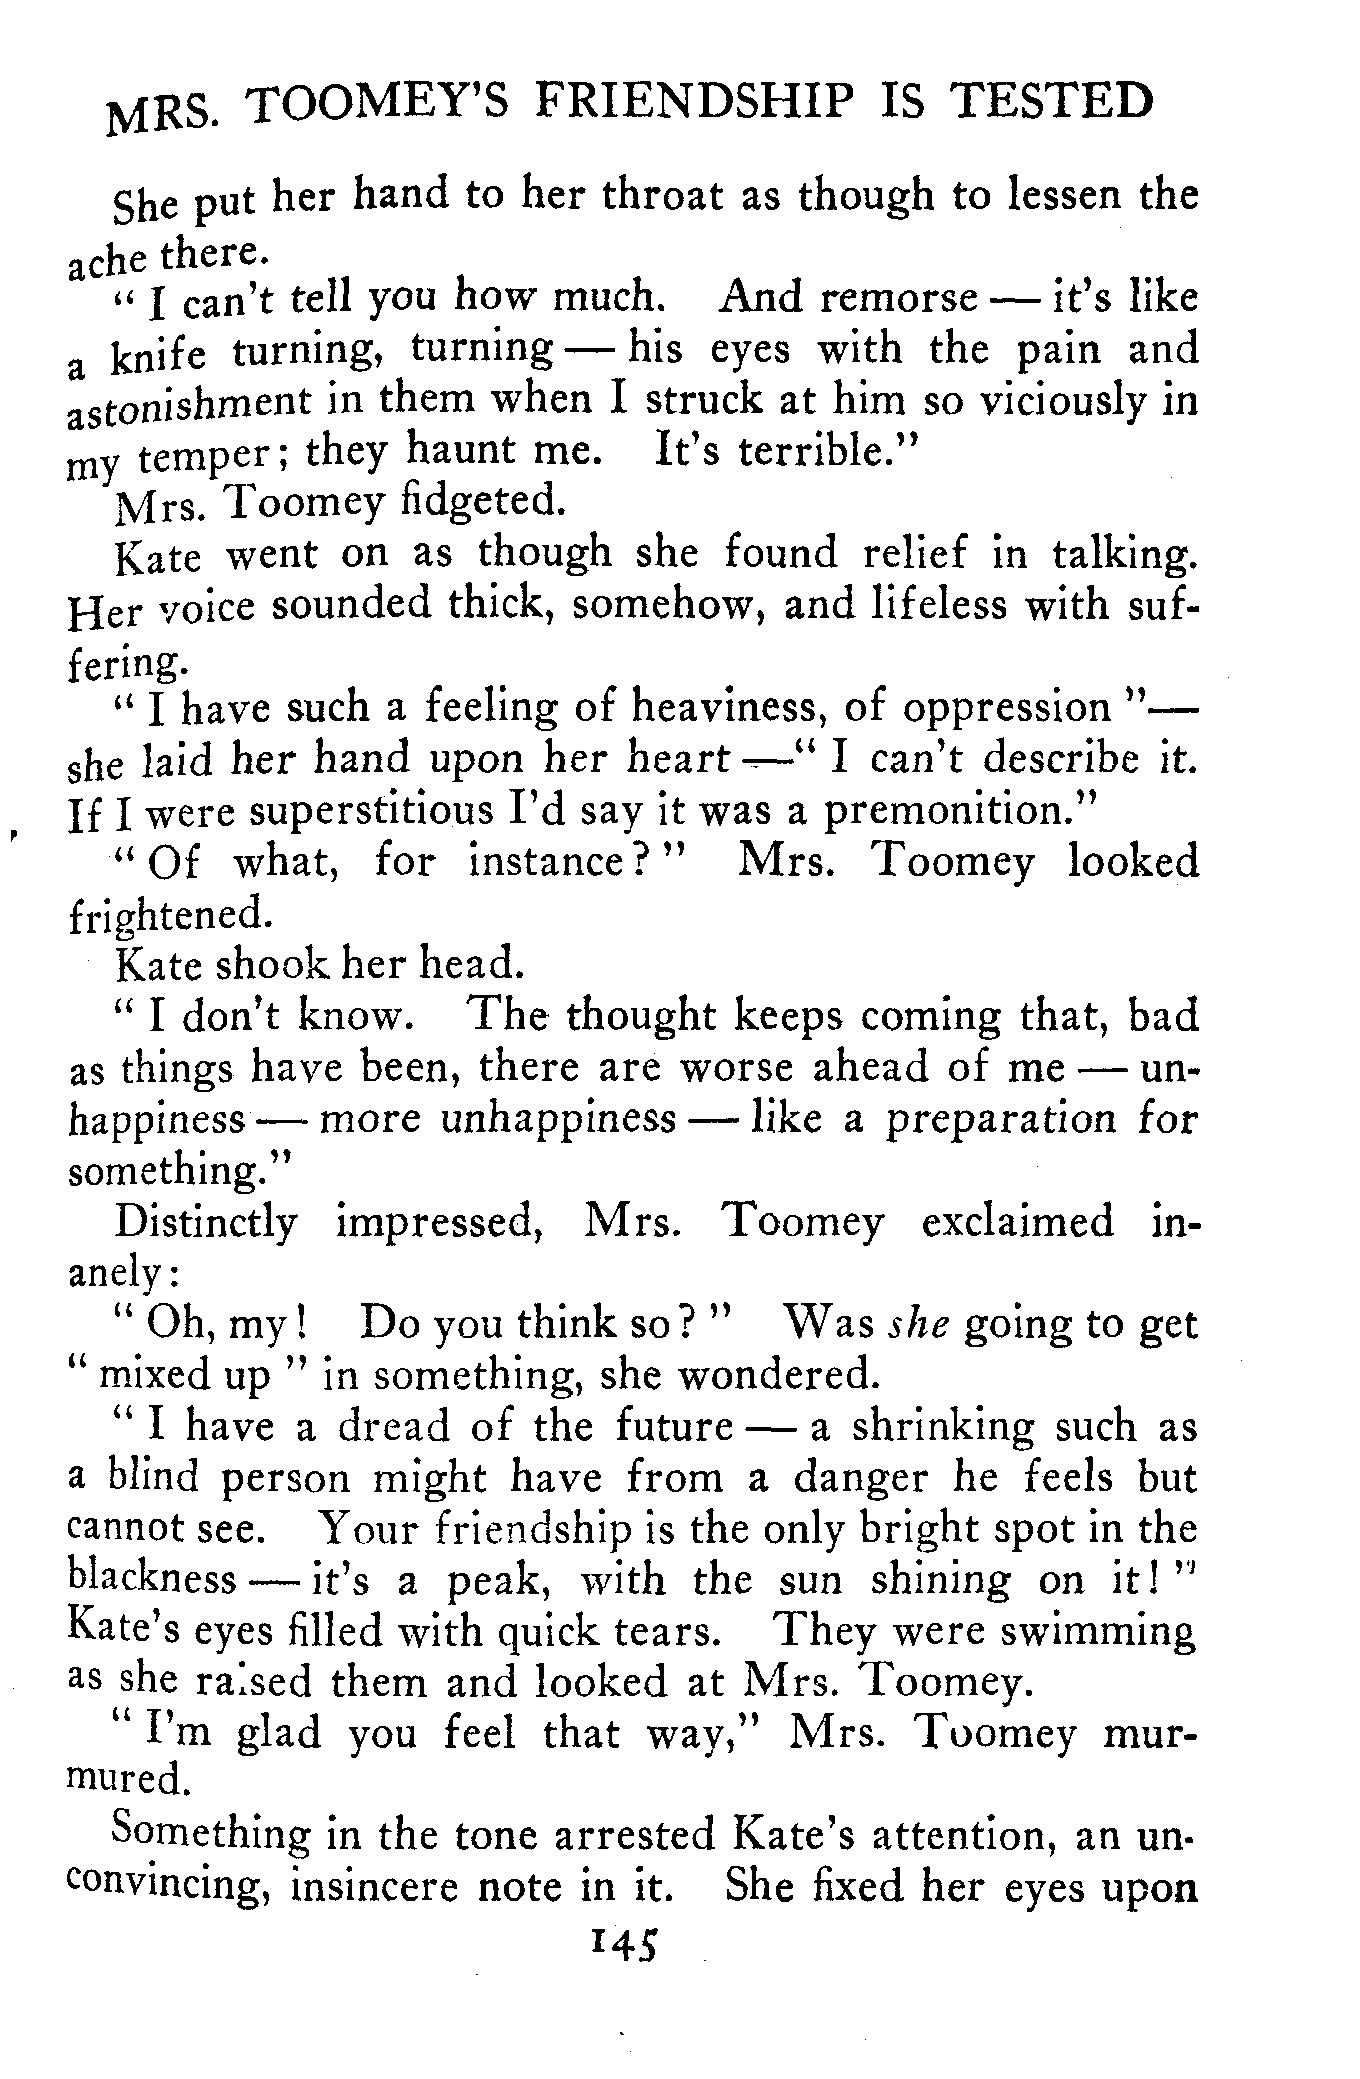 MRS. TOOMEY'S FRIENDSHIP IS TESTED
She put her hand to her throat as though to lessen the
ache there.
" I can't tell you how much. And remorse — it's like
a knife turning, turning — his eyes with the pain and
astonishment in them when I struck at him so viciously in
my temper; they haunt me. It's terrible."
Mrs. Toomey fidgeted.
Kate went on as though she found relief in talking.
Her voice sounded thick, somehow, and lifeless with suf-
fering.
" I have such a feeling of heaviness, of oppression "—
she laid her hand upon her heart —" I can't describe it.
If I were superstitious I'd say it was a premonition."
" Of what, for instance? " Mrs. Toomey looked
frightened.
Kate shook her head.
" I don't know. The thought keeps coming that, bad
as things have been, there are worse ahead of me — un-
happiness — more unhappiness — like a preparation for
something."
Distinctly impressed, Mrs. Toomey exclaimed in-
anely:
" Oh, my! Do you think so? " Was she going to get
" mixed up " in something, she wondered.
" I have a dread of the future — a shrinking such as
a blind person might have from a danger he feels but
cannot see. Your friendship is the only bright spot in the
blackness — it's a peak, with the sun shining on it! "
Kate's eyes filled with quick tears. They were swimming
as she raised them and looked at Mrs. Toomey.
" I'm glad you feel that way," Mrs. Toomey mur-
mured.
Something in the tone arrested Kate's attention, an un-
convincing, insincere note in it. She fixed her eyes upon
145